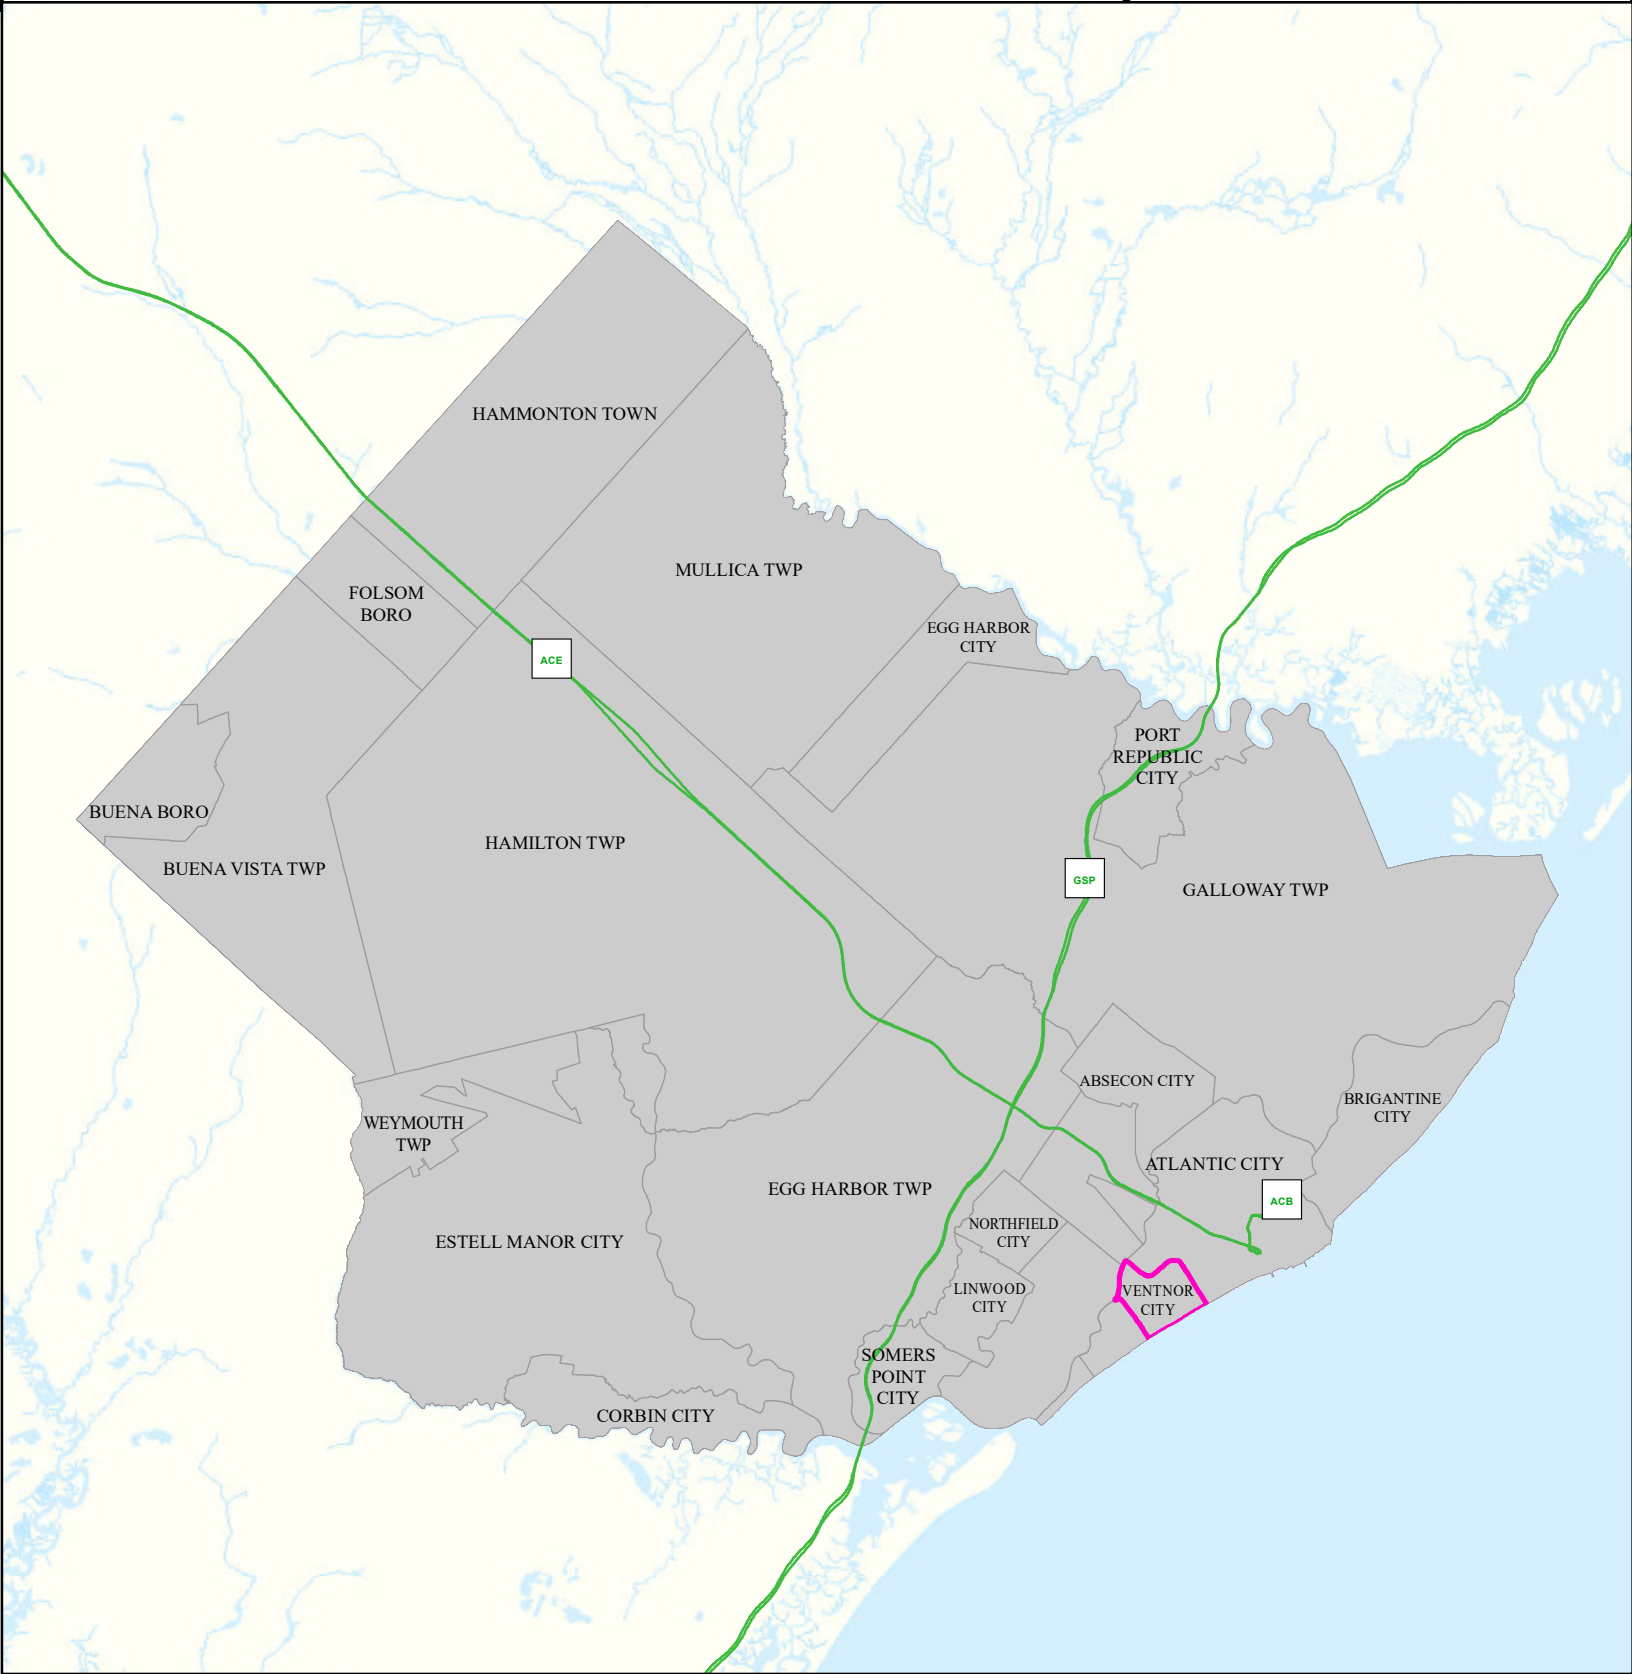 HAMMONTON TOWN
MULLICA TWP
FOLSOM
BORO
EGG HARBOR
CITY
ACE
PORT
REPUBLIC
CITY
BUENA BORO
HAMILTON TWP
BUENA VISTA TWP
GSP
GALLOWAY TWP
ABSECON CITY
BRIGANTINE
CITY
WEYMOUTH
TWP
ATLANTIC CITY
EGG HARBOR TWP
ACB
NORTHFIELD
CITY
ESTELL MANOR CITY
LINWOOD
CITY
VENTNOR
CITY
SOMERS
POINT
CITY
CORBIN CITY